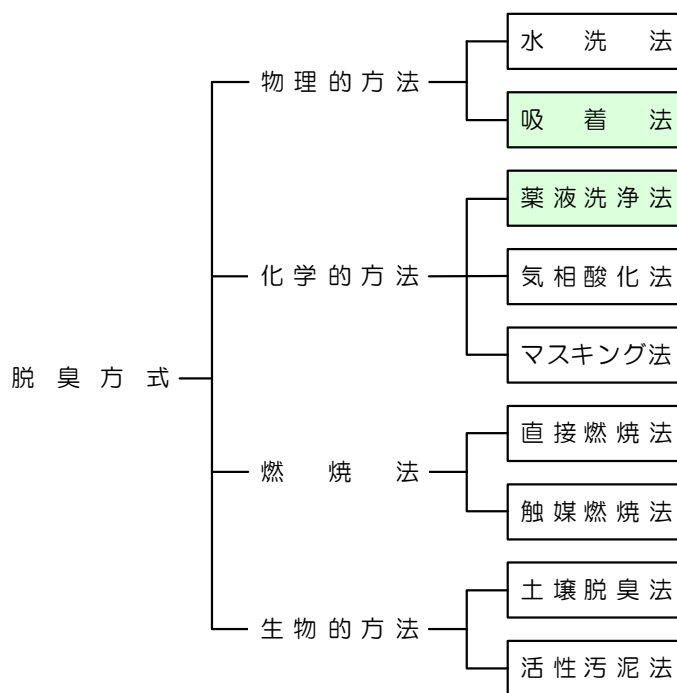 水洗法
物理的方法
吸着法
薬液洗浄法
化学的方法
気相酸化法
マスキング法
脱臭方式
直接燃焼法
燃焼法
触媒燃焼法
土壌脱臭法
生物的方法
活性汚泥法